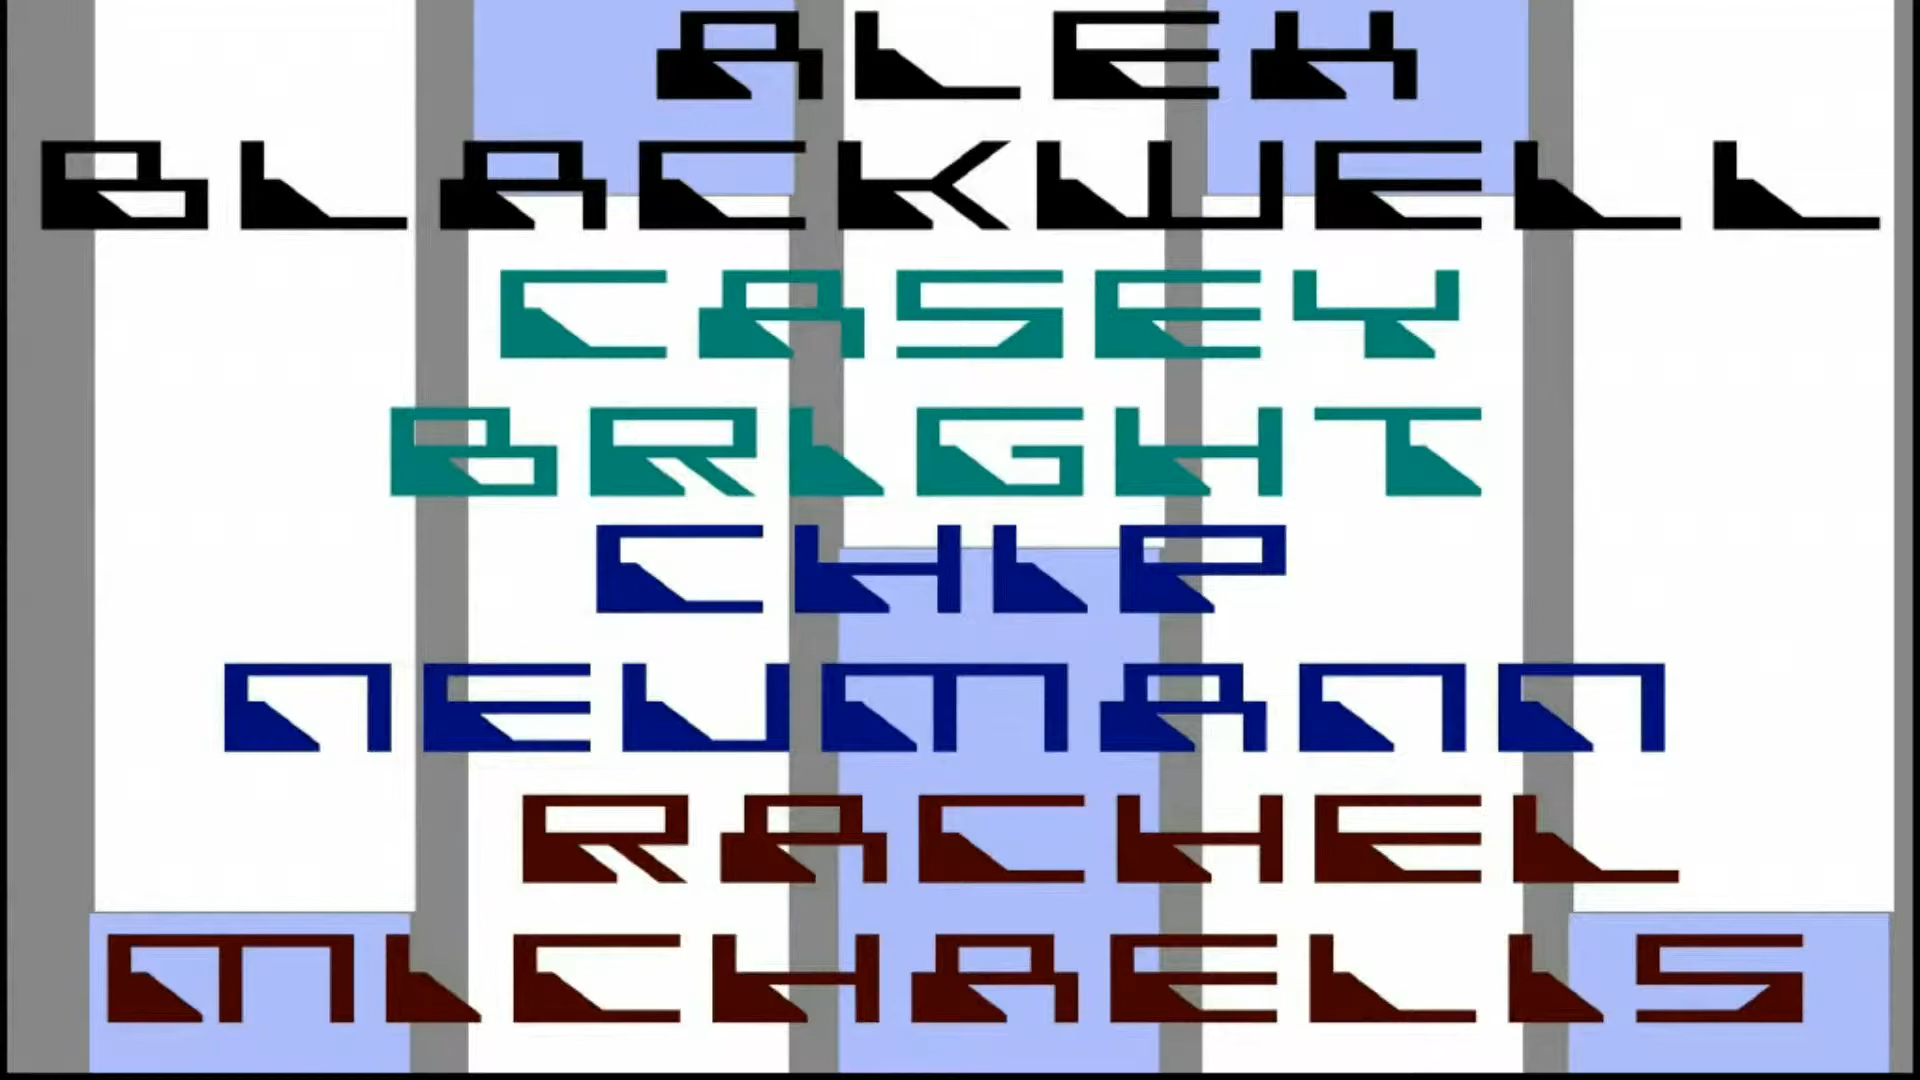 ALEX
BLACKWELL
CASEY
BRIGHT
CHIP
NEUMANN
RACHEL
MICHAELIS